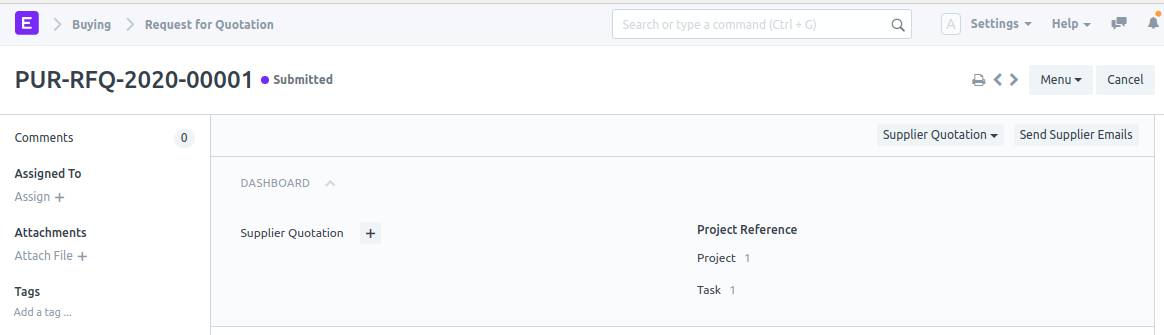 E Buying Request for Quotation Search or type a command (Ctrl + G) A Settings Help
PUR-RFQ-2020-00001 Submitted Menu Cancel
Comments 0 Supplier Quotation Send Supplier Emails
Assigned To
Assign +
DASHBOARD
Attachments
Attach File +
Supplier Quotation +
Project Reference
Project 1
Task 1
Tags
Add a tag ...